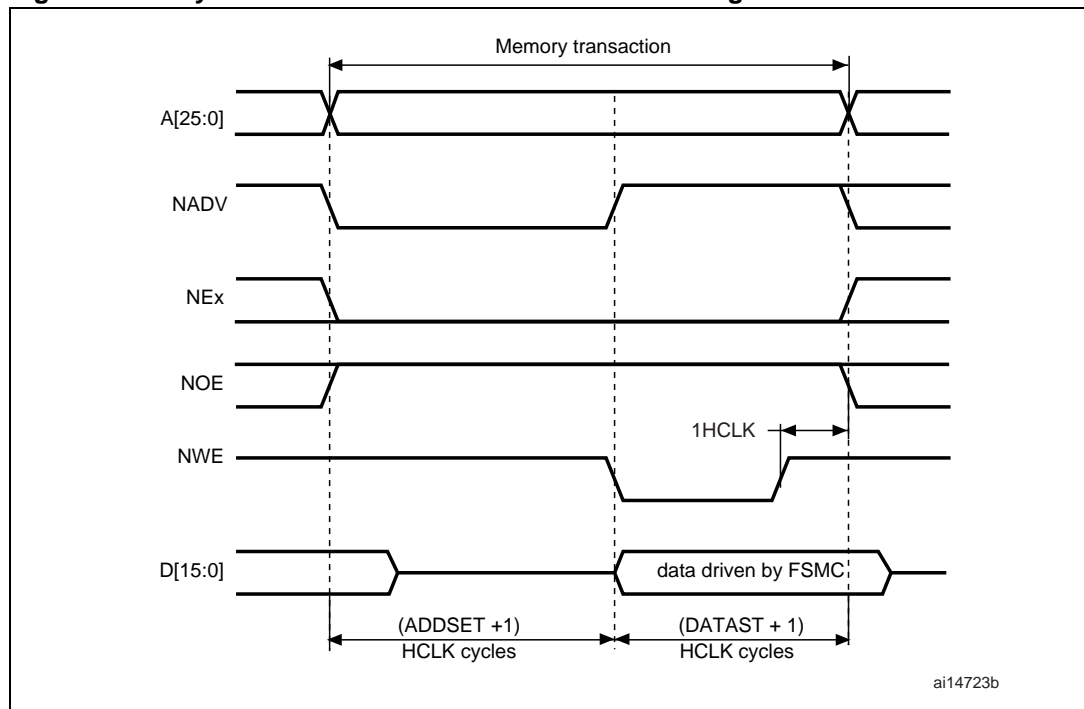 Memory transaction
A[25:0]
NADV
NEx
NOE
1HCLK
NWE
D[15:0]
data driven by FSMC
(ADDSET +1)
HCLK cycles
(DATAST + 1)
HCLK cycles
ai14723b